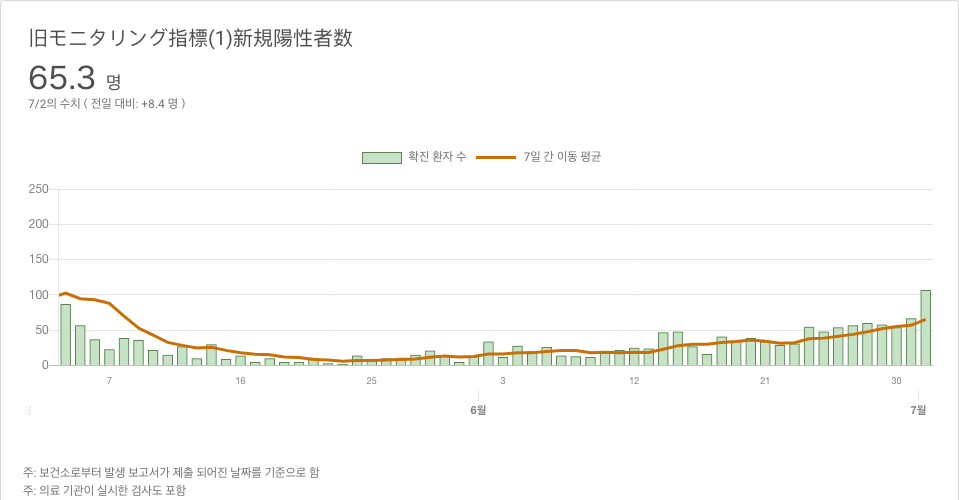 旧モニタリング指標(1)新規陽性者数
65.3 명
7/2의 수치 ( 전일 대비: +8.4 명 )
확진 환자 수 7일 간 이동 평균
250
200
150
100
50
0
7 16 25 3 12 21 30
6월 7월
주: 보건소로부터 발생 보고서가 제출 되어진 날짜를 기준으로 함
주: 의료 기관이 실시한 검사도 포함